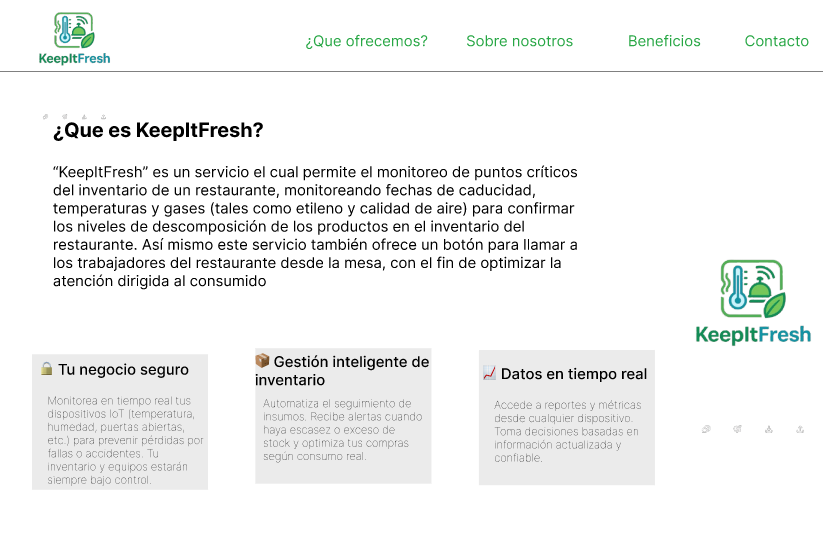 KeepItFresh
¿Que ofrecemos?
Sobre nosotros
Beneficios
Contacto
¿Que es KeepItFresh?
“KeepItFresh” es un servicio el cual permite el monitoreo de puntos críticos
del inventario de un restaurante, monitoreando fechas de caducidad,
temperaturas y gases (tales como etileno y calidad de aire) para confirmar
los niveles de descomposición de los productos en el inventario del
restaurante. Así mismo este servicio también ofrece un botón para llamar a
los trabajadores del restaurante desde la mesa, con el fin de optimizar la
atención dirigida al consumido
KeepItFresh
🔒 Tu negocio seguro
Monitorea en tiempo real tus
dispositivos IoT (temperatura,
humedad, puertas abiertas,
etc.) para prevenir pérdidas por
fallas o accidentes. Tu
inventario y equipos estarán
siempre bajo control.
📦 Gestión inteligente de
inventario
Automatiza el seguimiento de
insumos. Recibe alertas cuando
haya escasez o exceso de
stock y optimiza tus compras
según consumo real.
📈 Datos en tiempo real
Accede a reportes y métricas
desde cualquier dispositivo.
Toma decisiones basadas en
información actualizada y
confiable.